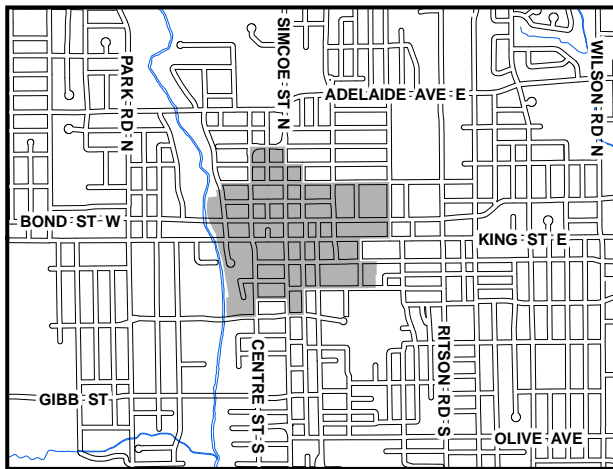 SIMCOE ST N
WILSON RD N
PARK RD N
ADELAIDE AVE E
BOND ST W
KING ST E
CENTRE ST S
RITSON RD S
GIBB ST
OLIVE AVE